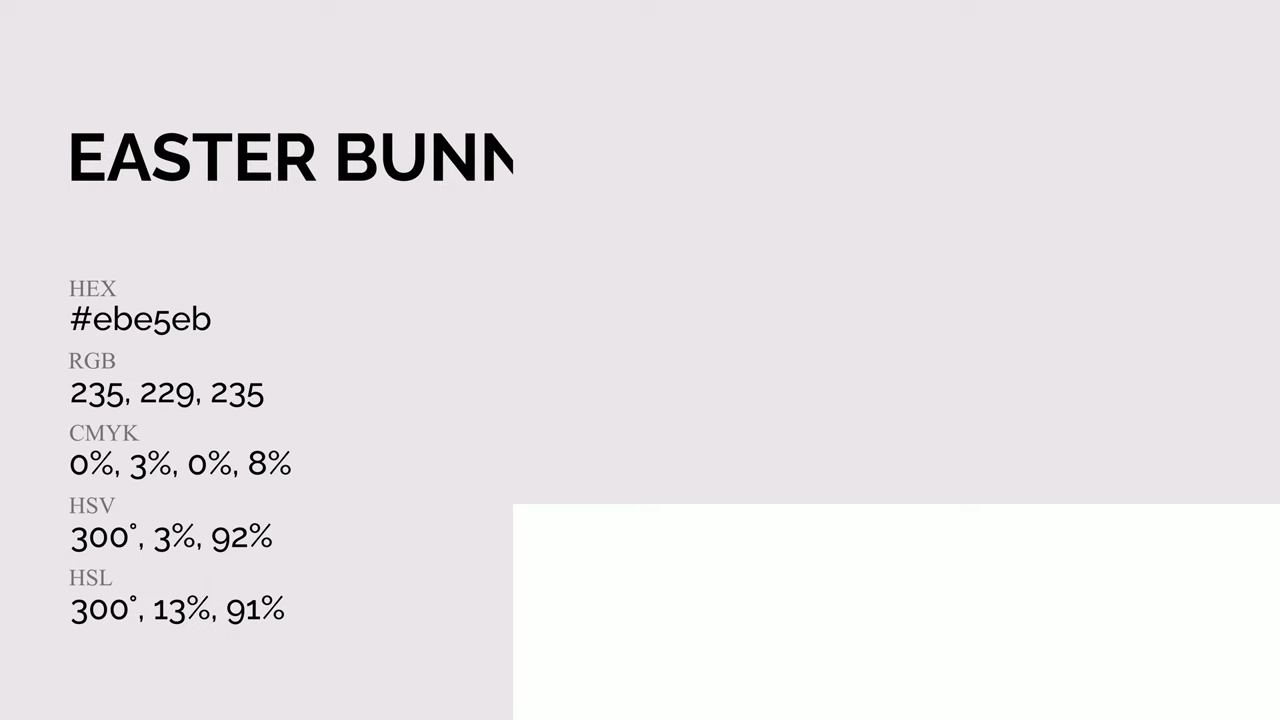 EASTER BUNN
HEX
#ebe5eb
RGB
235, 229, 235
CMYK
0%, 3%, 0%, 8%
HSV
300°, 3%, 92%
HSL
300°, 13%, 91%